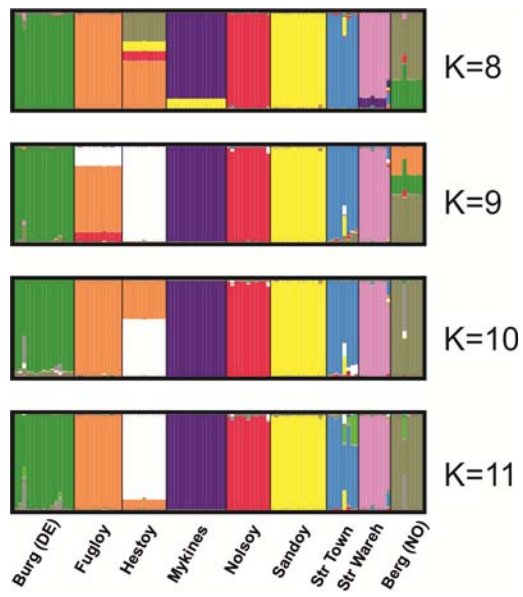 K=8
K=9
K=10
K=11
Burg (DE)
Fugloy
Hestoy
Mykines
Nolsoy
Sandoy
Str Town
Str Wareh
Berg (NO)